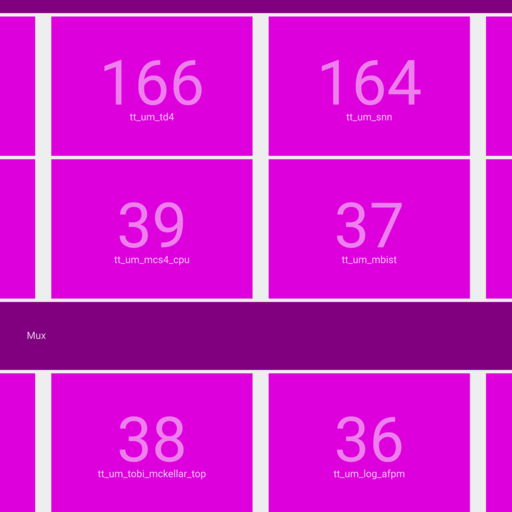 166
tt_um_td4
164
tt_um_snn
39
tt_um_mcs4_cpu
37
tt_um_mbist
Mux
38
tt_um_tobi_mckellar_top
36
tt_um_log_afpm